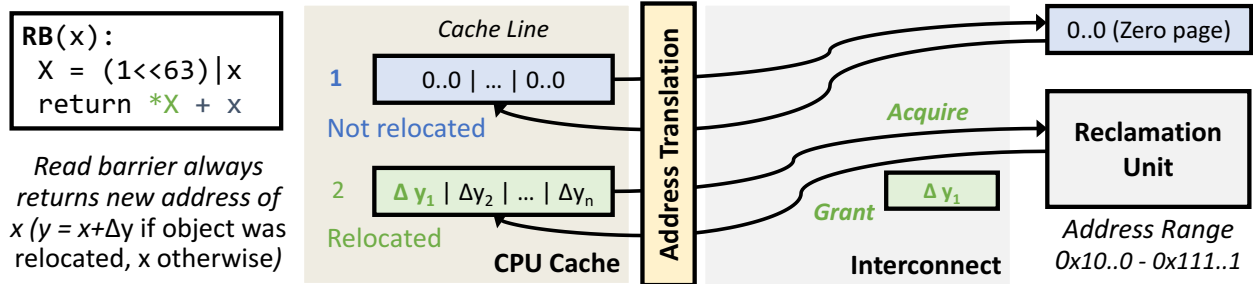 RB(x):
X = (1<<63)|x
return *X + x
Read barrier always
returns new address of
x (y = x+Δy if object was
relocated, x otherwise)
Cache Line
1
0..0 | … | 0..0
Not relocated
2
Δ y₁ | Δy₂ | … | Δyₙ
Relocated
CPU Cache
Address Translation
Acquire
Grant
Δ y₁
Interconnect
0..0 (Zero page)
Reclamation
Unit
Address Range
0x10..0 - 0x111..1